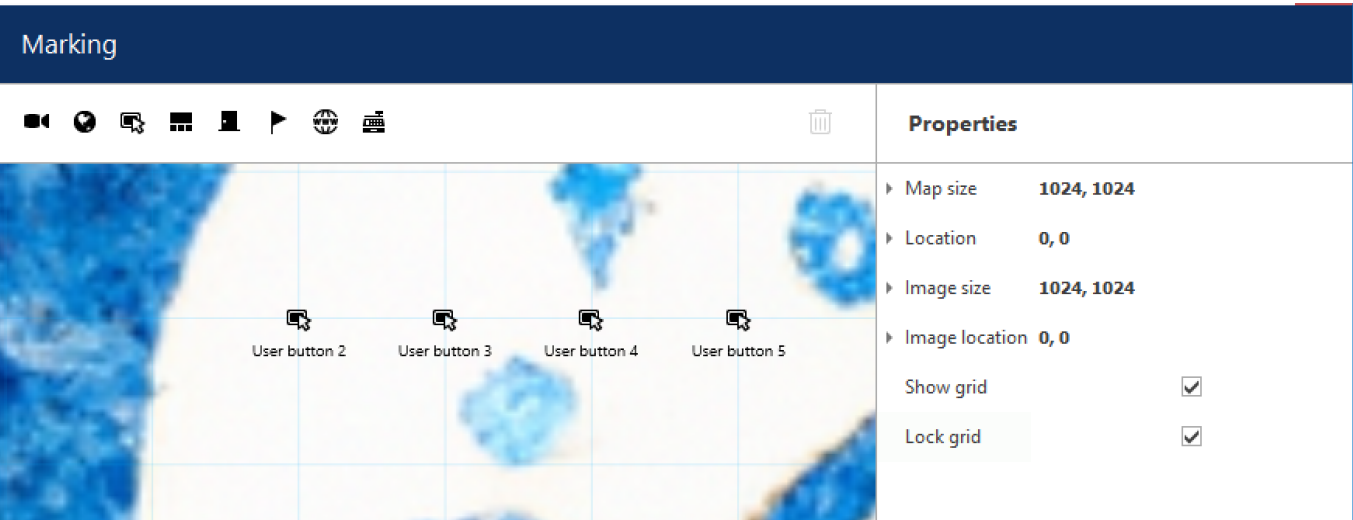 Marking
www
Properties
Map size 1024, 1024
Location 0, 0
Image size 1024, 1024
Image location 0, 0
Show grid
Lock grid
User button 2 User button 3 User button 4 User button 5